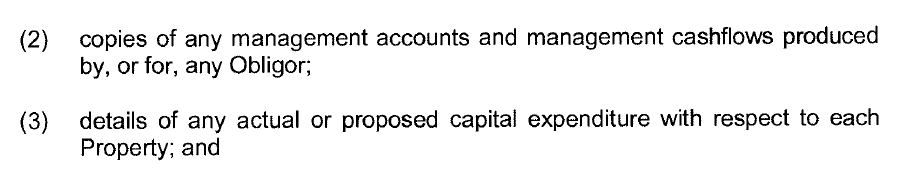 (2) copies of any management accounts and management cashflows produced
by, or for, any Obligor;
(3) details of any actual or proposed capital expenditure with respect to each
Property; and